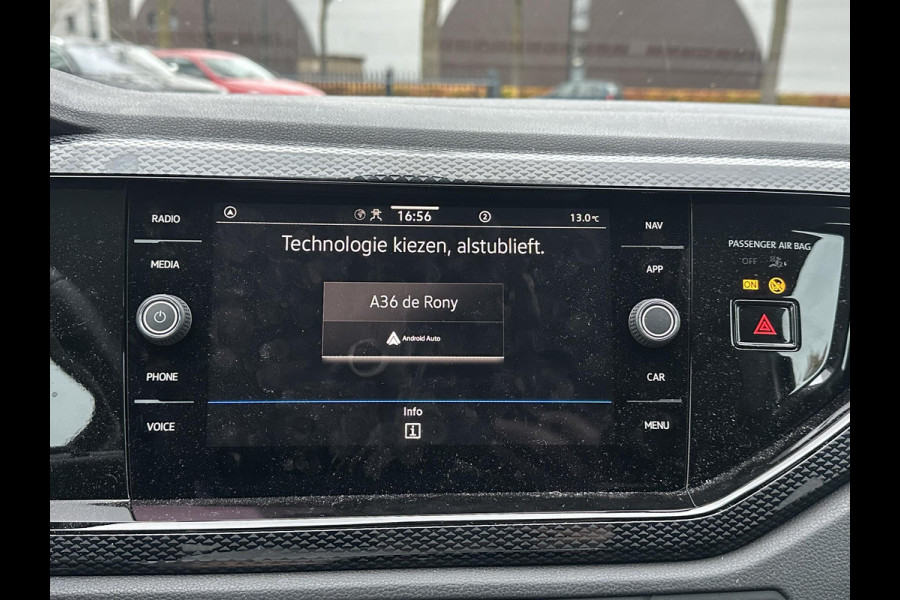 RADIO
MEDIA
PHONE
VOICE
16:56
2
13.0°C
Technologie kiezen, alstublieft.
A36 de Rony
Android Auto
Info
i
NAV
APP
CAR
MENU
PASSENGER AIR BAG
OFF
ON